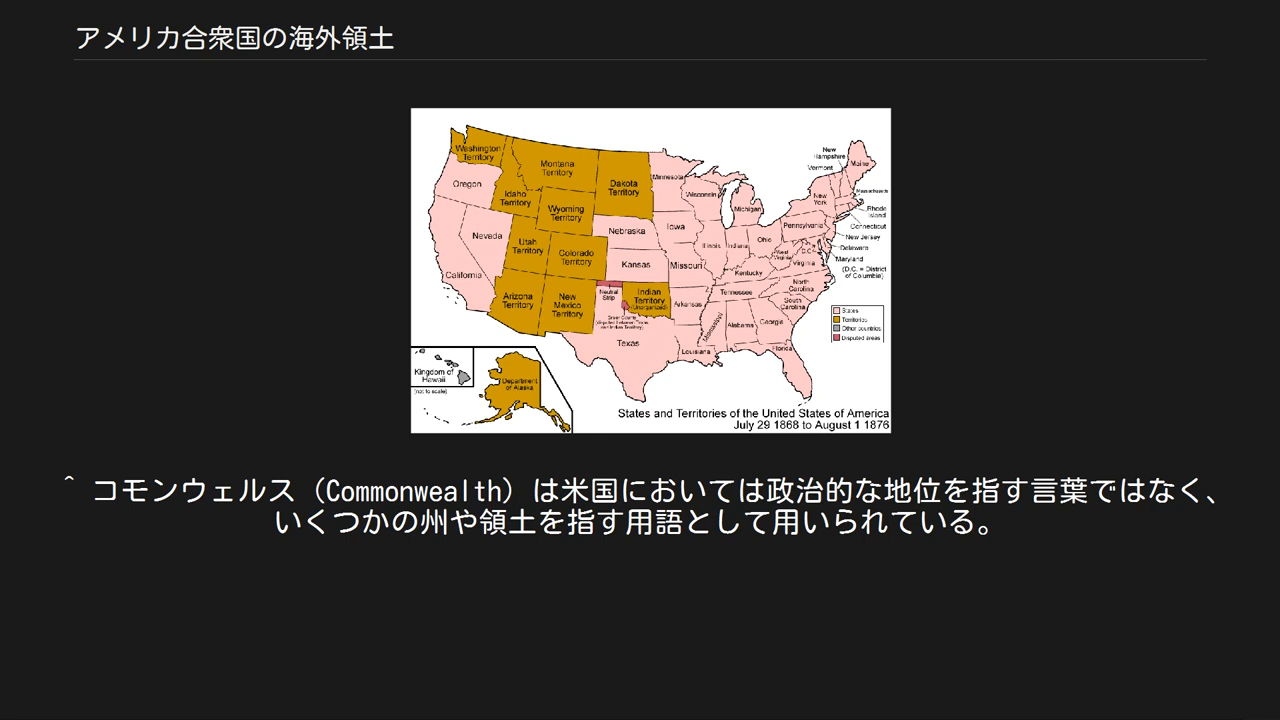 アメリカ合衆国の海外領土
Washington
Territory
Montana
Territory
Dakota
Territory
Oregon
Idaho
Territory
Wyoming
Territory
Nevada
Utah
Territory
Colorado
Territory
California
Arizona
Territory
New
Mexico
Territory
Nebraska
Kansas
Neutral
Strip
Indian
Territory
(Unorganized)
Texas
Minnesota
Wisconsin
Michigan
Iowa
Illinois
Indiana
Ohio
Missouri
Kentucky
West
Virginia
Virginia
Tennessee
North
Carolina
South
Carolina
Arkansas
Mississippi
Alabama
Georgia
Louisiana
Florida
Pennsylvania
New
York
D.C.
New
Hampshire
Vermont
Maine
Massachusetts
Rhode
Island
Connecticut
New Jersey
Delaware
Maryland
(D.C. = District
of Columbia)
States
Territories
Other countries
Disputed areas
Kingdom of
Hawaii
(not to scale)
Department
of Alaska
States and Territories of the United States of America
July 29 1868 to August 1 1876
^ コモンウェルス（Commonwealth）は米国においては政治的な地位を指す言葉ではなく、
いくつかの州や領土を指す用語として用いられている。